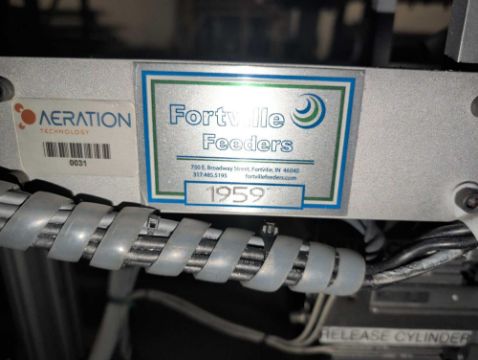 AERATION
TECHNOLOGY
0031
Fortville
Feeders
750 E. Broadway Street, Fortville, IN 46040
317.485.5195 fortvillefeeders.com
1959
RELEASE CYLINDER